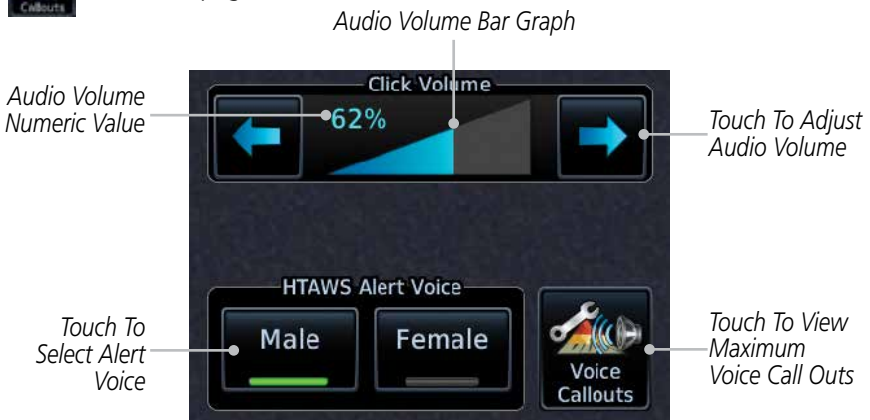 Callouts
Audio Volume Bar Graph
Click Volume
Audio Volume
Numeric Value
62%
Touch To Adjust
Audio Volume
HTAWS Alert Voice
Male
Female
Touch To
Select Alert
Voice
Voice
Callouts
Touch To View
Maximum
Voice Call Outs